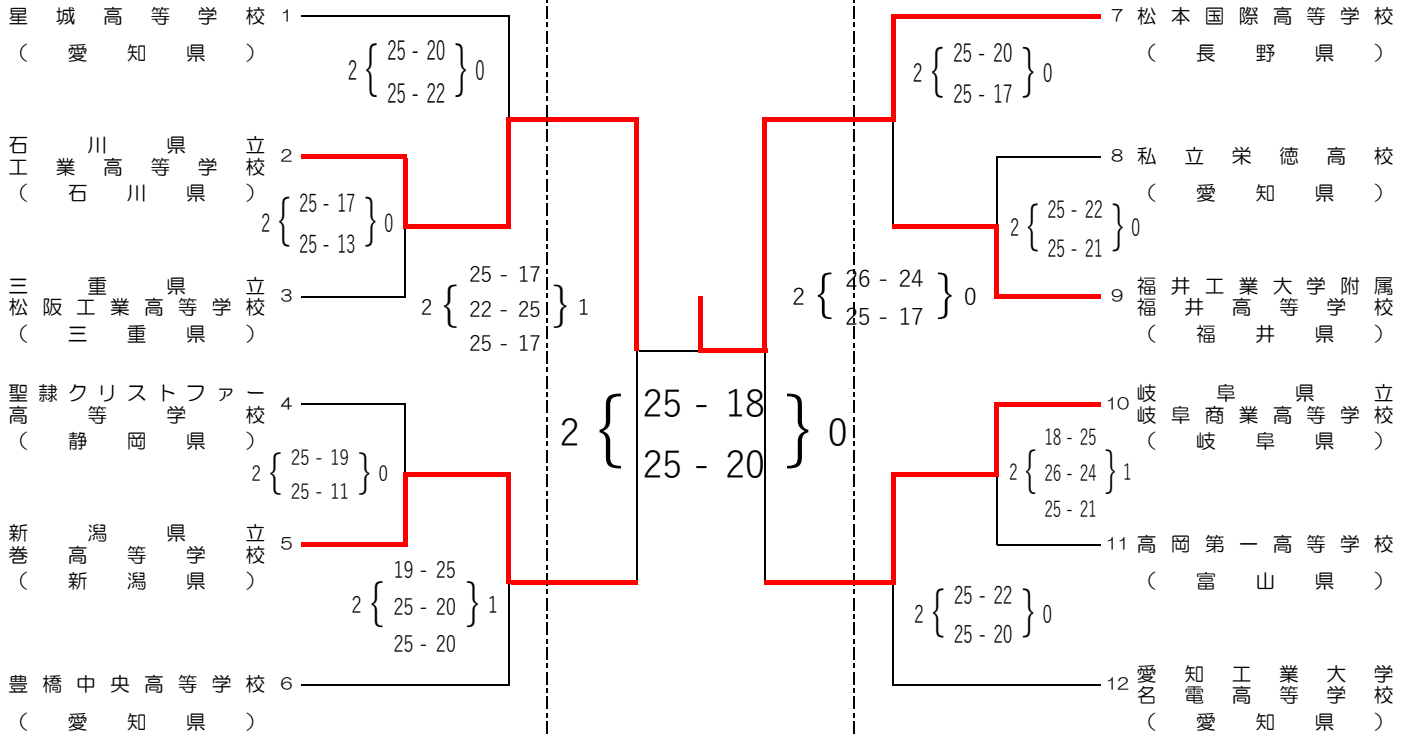 星城高等学校 1
（愛知県）
2 { 25 - 20 } 0
25 - 22
石川県立
工業高等学校 2
（石川県）
2 { 25 - 17 } 0
25 - 13
三重県立
松阪工業高等学校 3
（三重県）
25 - 17
2 { 22 - 25 } 1
25 - 17
聖隷クリストファー
高等学校 4
（静岡県）
2 { 25 - 19 } 0
25 - 11
新潟県立
巻高等学校 5
（新潟県）
19 - 25
2 { 25 - 20 } 1
25 - 20
豊橋中央高等学校 6
（愛知県）
2 { 25 - 18 } 0
25 - 20
7 松本国際高等学校
（長野県）
2 { 25 - 20 } 0
25 - 17
8 私立栄徳高校
（愛知県）
2 { 25 - 22 } 0
25 - 21
9 福井工業大学附属
福井高等学校
（福井県）
2 { 26 - 24 } 0
25 - 17
10 岐阜県立
岐阜商業高等学校
（岐阜県）
18 - 25
2 { 26 - 24 } 1
25 - 21
11 高岡第一高等学校
（富山県）
2 { 25 - 22 } 0
25 - 20
12 愛知工業大学
名電高等学校
（愛知県）